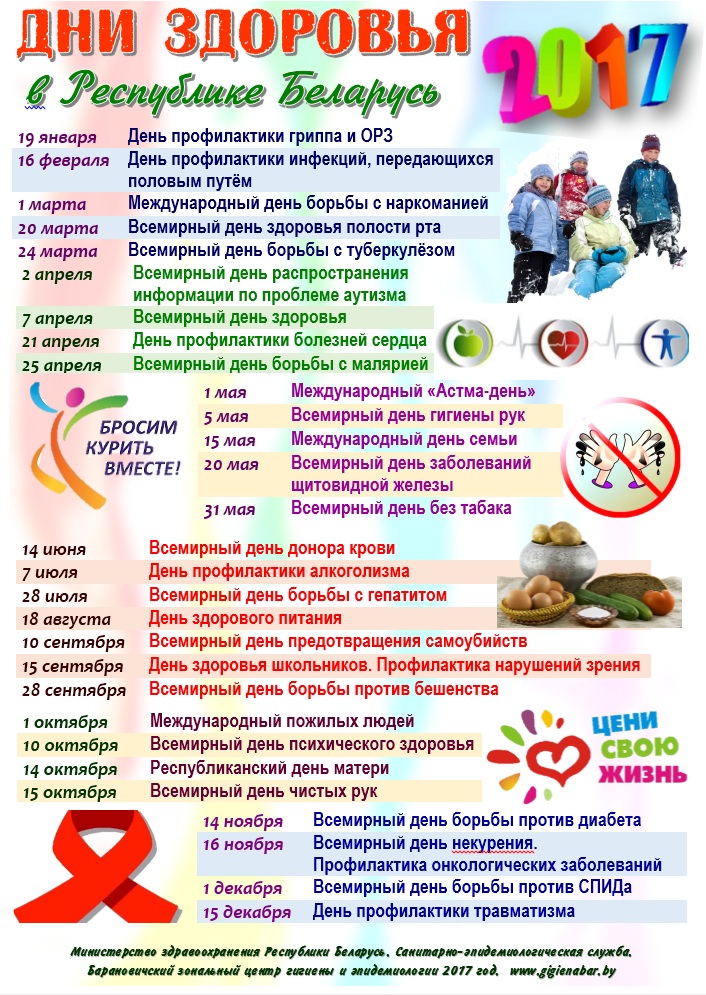 ДНИ ЗДОРОВЬЯ
2017
в Республике Беларусь
19 января День профилактики гриппа и ОРЗ
16 февраля День профилактики инфекций, передающихся
половым путём
1 марта Международный день борьбы с наркоманией
20 марта Всемирный день здоровья полости рта
24 марта Всемирный день борьбы с туберкулёзом
2 апреля Всемирный день распространения
информации по проблеме аутизма
7 апреля Всемирный день здоровья
21 апреля День профилактики болезней сердца
25 апреля Всемирный день борьбы с малярией
БРОСИМ
КУРИТЬ
ВМЕСТЕ!
1 мая Международный «Астма-день»
5 мая Всемирный день гигиены рук
15 мая Международный день семьи
20 мая Всемирный день заболеваний
щитовидной железы
31 мая Всемирный день без табака
14 июня Всемирный день донора крови
7 июля День профилактики алкоголизма
28 июля Всемирный день борьбы с гепатитом
18 августа День здорового питания
10 сентября Всемирный день предотвращения самоубийств
15 сентября День здоровья школьников. Профилактика нарушений зрения
28 сентября Всемирный день борьбы против бешенства
1 октября Международный пожилых людей
10 октября Всемирный день психического здоровья
14 октября Республиканский день матери
15 октября Всемирный день чистых рук
ЦЕНИ
СВОЮ
ЖИЗНЬ
14 ноября Всемирный день борьбы против диабета
16 ноября Всемирный день некурения.
Профилактика онкологических заболеваний
1 декабря Всемирный день борьбы против СПИДа
15 декабря День профилактики травматизма
Министерство здравоохранения Республики Беларусь. Санитарно-эпидемиологическая служба.
Барановичский зональный центр гигиены и эпидемиологии 2017 год. www.gigienabar.by